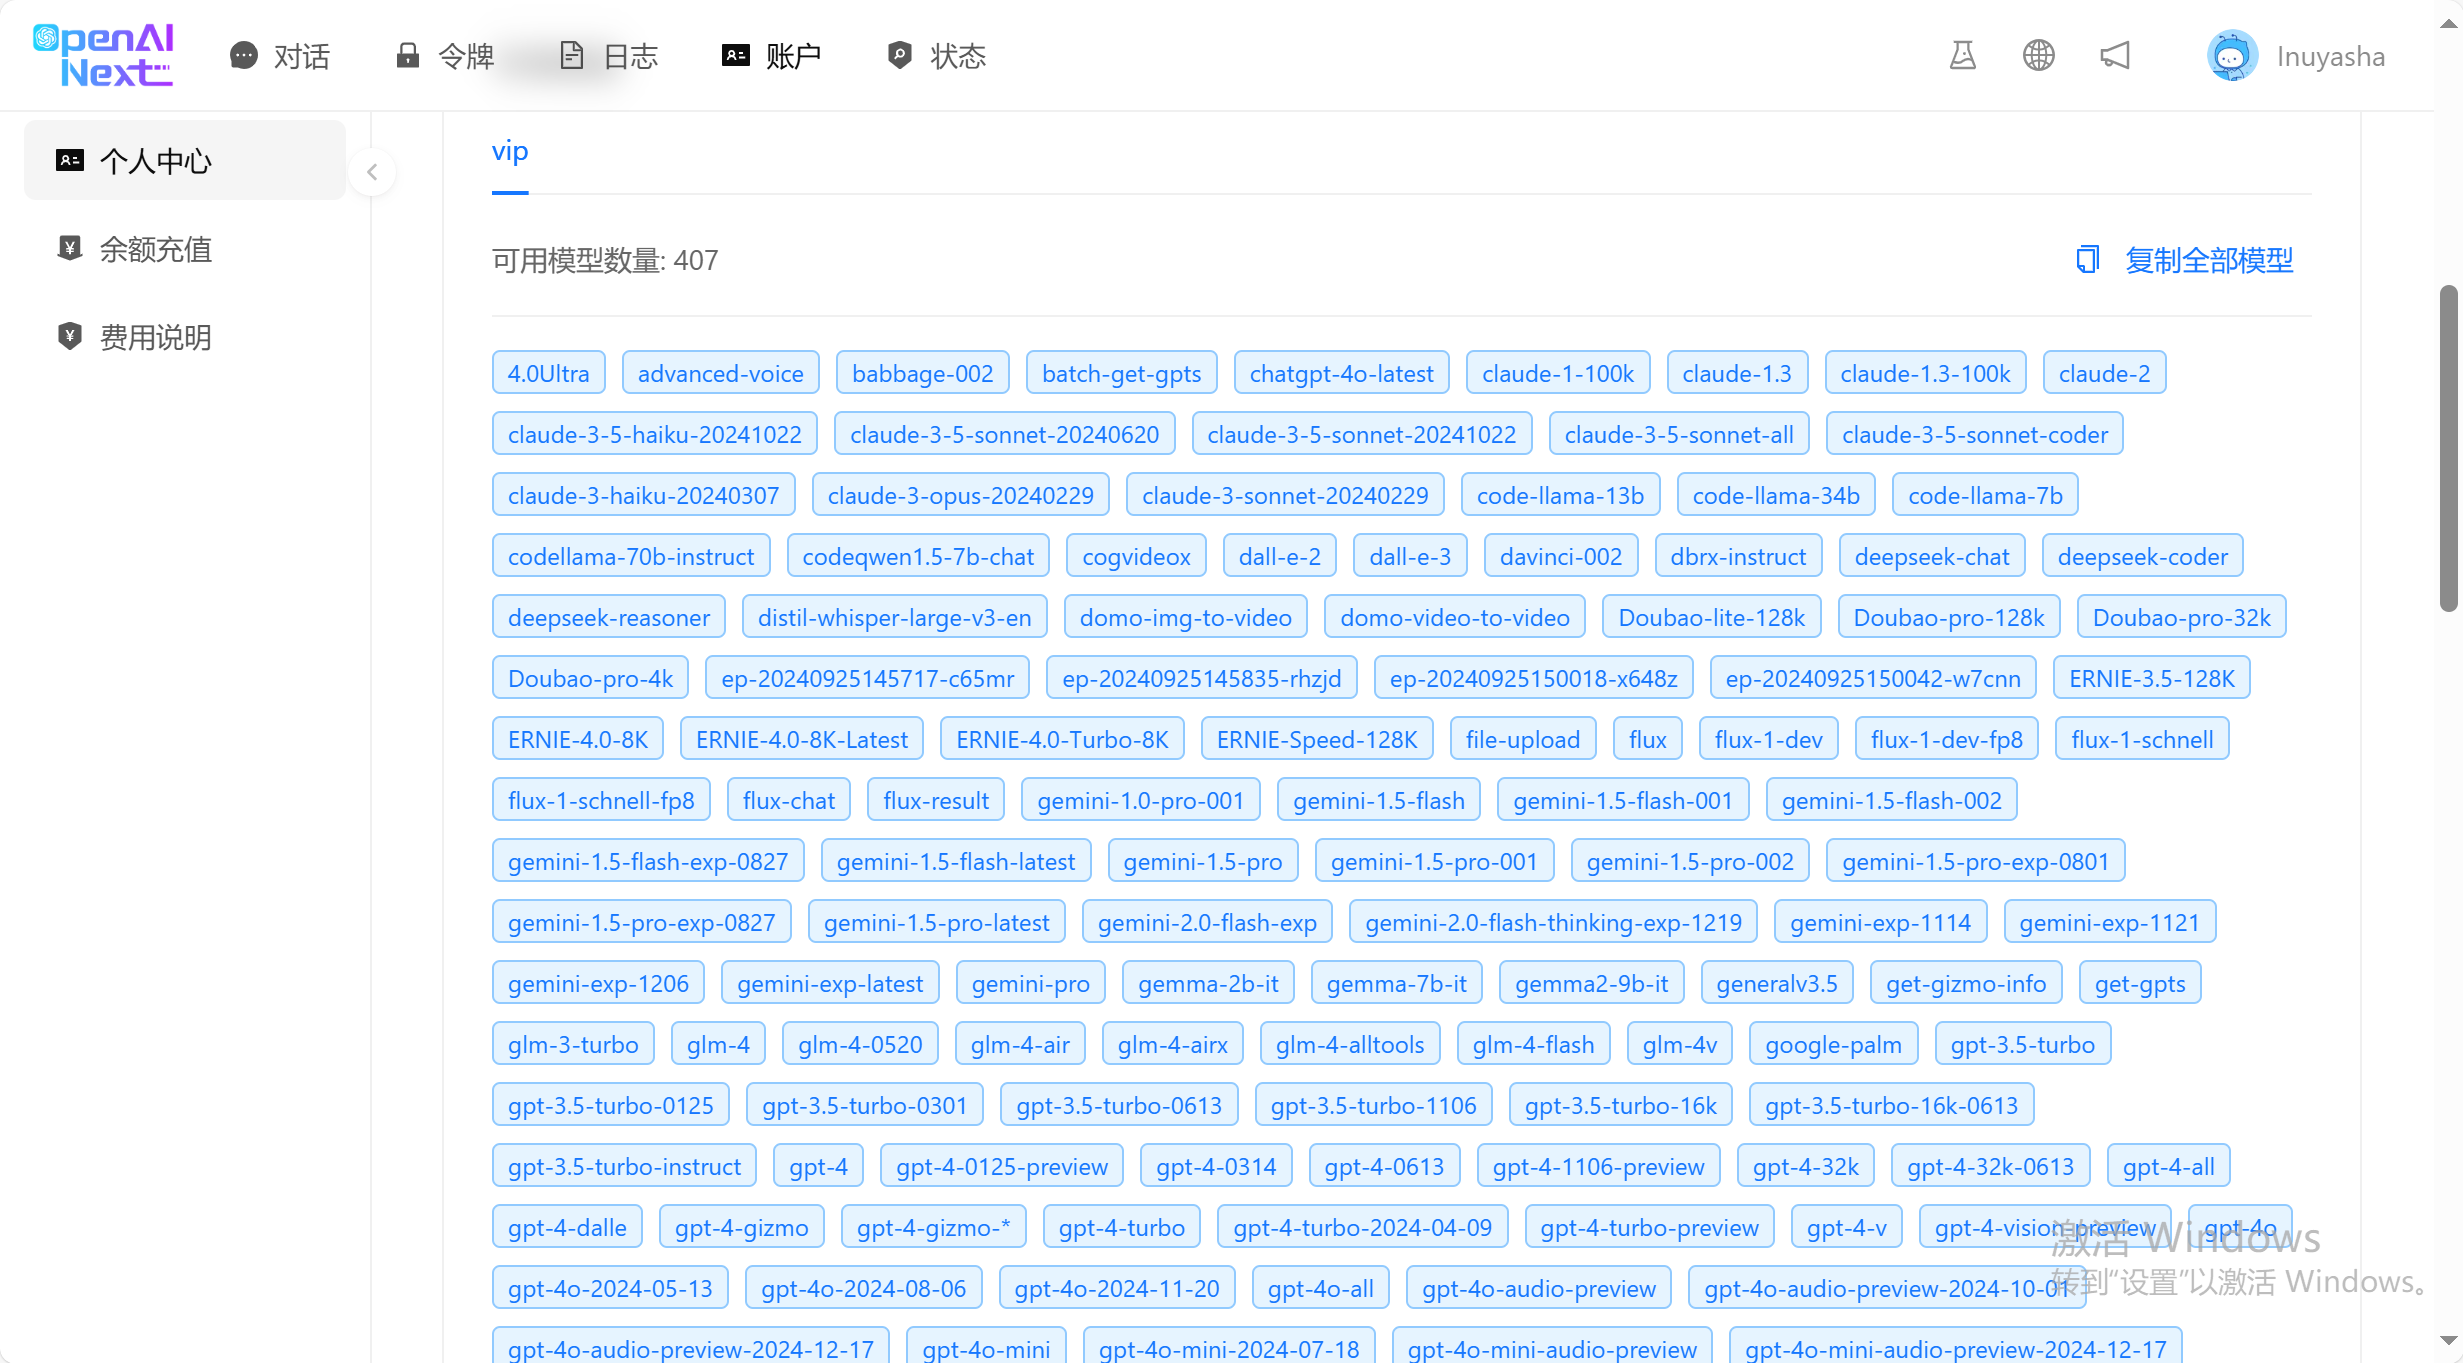 OpenAI Next
对话 令牌 日志 账户 状态 Inuyasha
个人中心
余额充值
费用说明
vip
可用模型数量: 407 复制全部模型
4.0Ultra advanced-voice babbage-002 batch-get-gpts chatgpt-4o-latest claude-1-100k claude-1.3 claude-1.3-100k claude-2
claude-3-5-haiku-20241022 claude-3-5-sonnet-20240620 claude-3-5-sonnet-20241022 claude-3-5-sonnet-all claude-3-5-sonnet-coder
claude-3-haiku-20240307 claude-3-opus-20240229 claude-3-sonnet-20240229 code-llama-13b code-llama-34b code-llama-7b
codellama-70b-instruct codeqwen1.5-7b-chat cogvideox dall-e-2 dall-e-3 davinci-002 dbrx-instruct deepseek-chat deepseek-coder
deepseek-reasoner distil-whisper-large-v3-en domo-img-to-video domo-video-to-video Doubao-lite-128k Doubao-pro-128k Doubao-pro-32k
Doubao-pro-4k ep-20240925145717-c65mr ep-20240925145835-rhzjd ep-20240925150018-x648z ep-20240925150042-w7cnn ERNIE-3.5-128K
ERNIE-4.0-8K ERNIE-4.0-8K-Latest ERNIE-4.0-Turbo-8K ERNIE-Speed-128K file-upload flux flux-1-dev flux-1-dev-fp8 flux-1-schnell
flux-1-schnell-fp8 flux-chat flux-result gemini-1.0-pro-001 gemini-1.5-flash gemini-1.5-flash-001 gemini-1.5-flash-002
gemini-1.5-flash-exp-0827 gemini-1.5-flash-latest gemini-1.5-pro gemini-1.5-pro-001 gemini-1.5-pro-002 gemini-1.5-pro-exp-0801
gemini-1.5-pro-exp-0827 gemini-1.5-pro-latest gemini-2.0-flash-exp gemini-2.0-flash-thinking-exp-1219 gemini-exp-1114 gemini-exp-1121
gemini-exp-1206 gemini-exp-latest gemini-pro gemma-2b-it gemma-7b-it gemma2-9b-it generalv3.5 get-gizmo-info get-gpts
glm-3-turbo glm-4 glm-4-0520 glm-4-air glm-4-airx glm-4-alltools glm-4-flash glm-4v google-palm gpt-3.5-turbo
gpt-3.5-turbo-0125 gpt-3.5-turbo-0301 gpt-3.5-turbo-0613 gpt-3.5-turbo-1106 gpt-3.5-turbo-16k gpt-3.5-turbo-16k-0613
gpt-3.5-turbo-instruct gpt-4 gpt-4-0125-preview gpt-4-0314 gpt-4-0613 gpt-4-1106-preview gpt-4-32k gpt-4-32k-0613 gpt-4-all
gpt-4-dalle gpt-4-gizmo gpt-4-gizmo-* gpt-4-turbo gpt-4-turbo-2024-04-09 gpt-4-turbo-preview gpt-4-v gpt-4-vision-preview gpt-4o
激活 Windows
gpt-4o-2024-05-13 gpt-4o-2024-08-06 gpt-4o-2024-11-20 gpt-4o-all gpt-4o-audio-preview gpt-4o-audio-preview-2024-10-01
转到“设置”以激活 Windows。
gpt-4o-audio-preview-2024-12-17 gpt-4o-mini gpt-4o-mini-2024-07-18 gpt-4o-mini-audio-preview gpt-4o-mini-audio-preview-2024-12-17